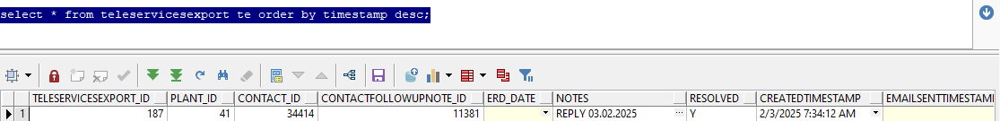 select * from teleservicesexport te order by timestamp desc;
TELESERVICESEXPORT_ID PLANT_ID CONTACT_ID CONTACTFOLLOWUPNOTE_ID ERD_DATE NOTES RESOLVED CREATEDTIMESTAMP EMAILSENTTIMESTAM
1 187 41 34414 11381 REPLY 03.02.2025 ... Y 2/3/2025 7:34:12 AM